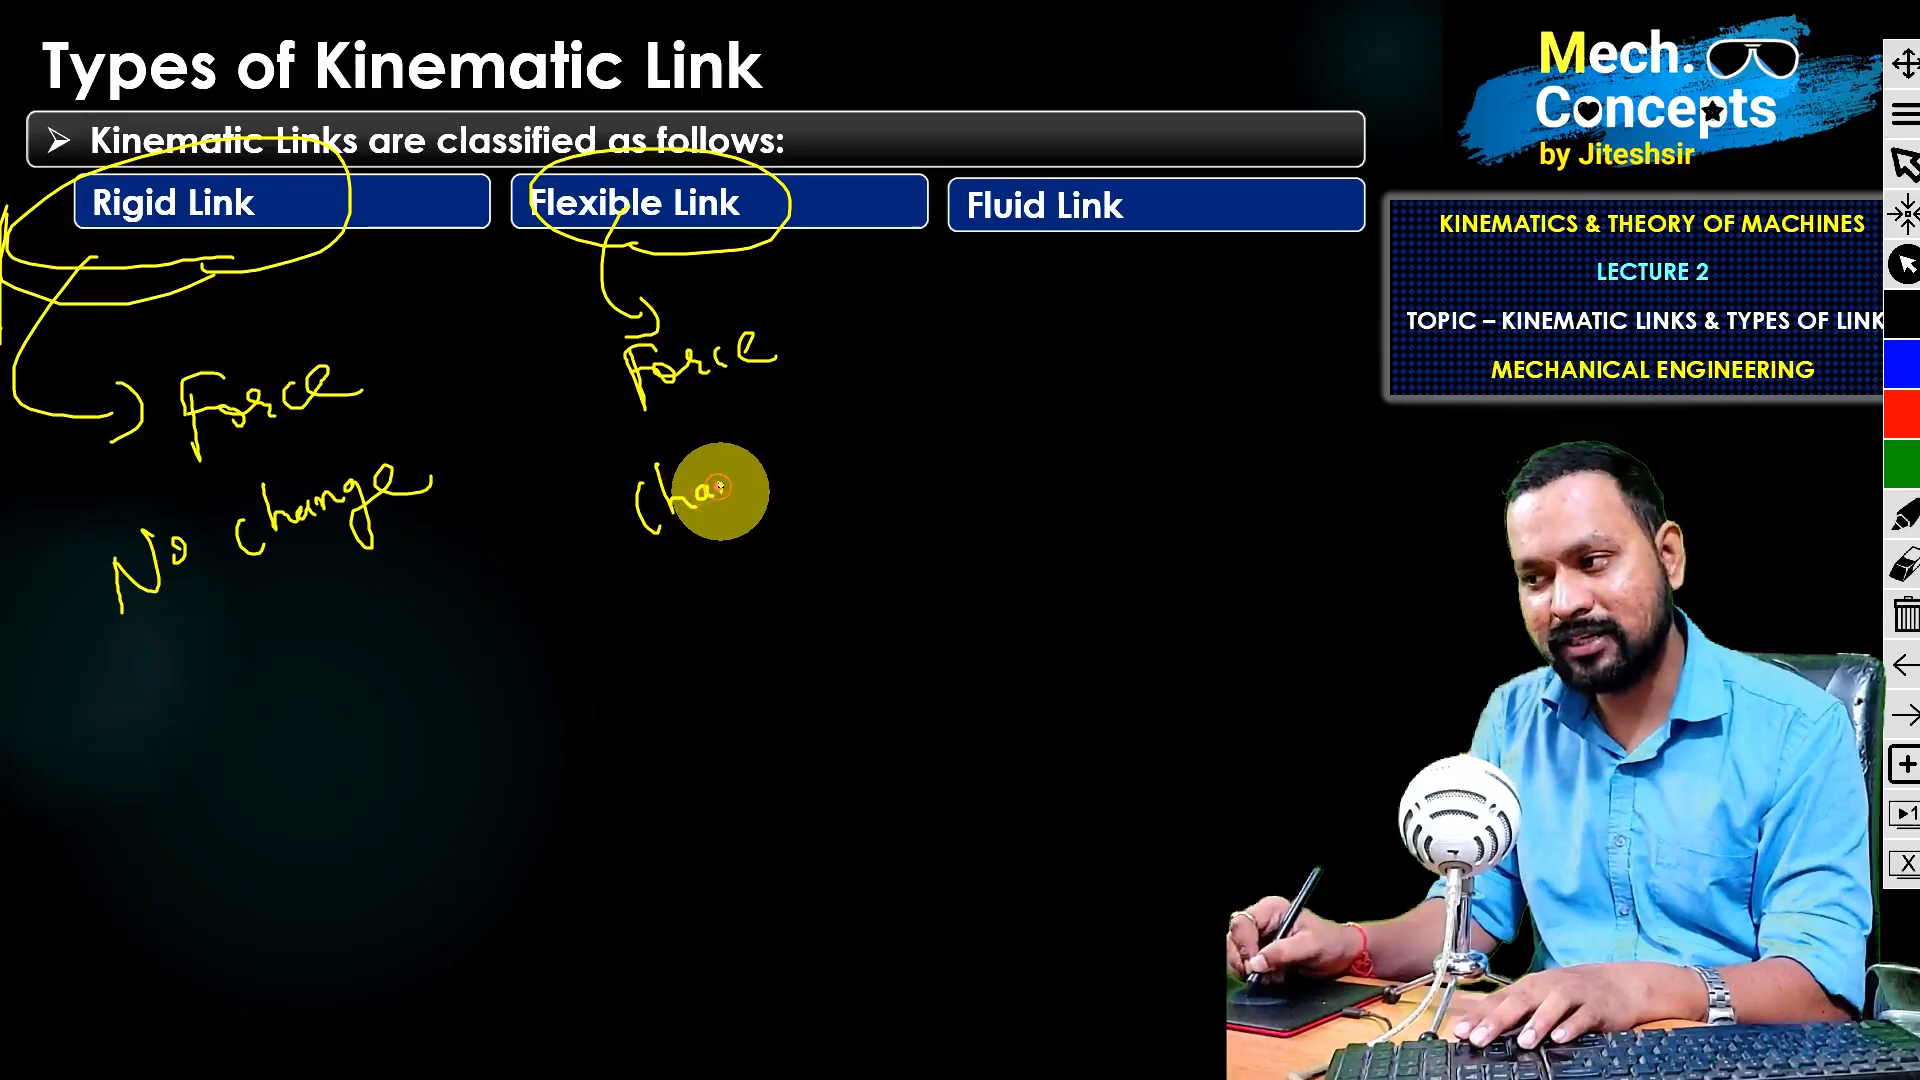 Types of Kinematic Link
➢ Kinematic Links are classified as follows:
Rigid Link
Flexible Link
Fluid Link
Force
No change
Force
Cha
Mech.
Concepts
by Jiteshsir
KINEMATICS & THEORY OF MACHINES
LECTURE 2
TOPIC – KINEMATIC LINKS & TYPES OF LINK
MECHANICAL ENGINEERING
1
X